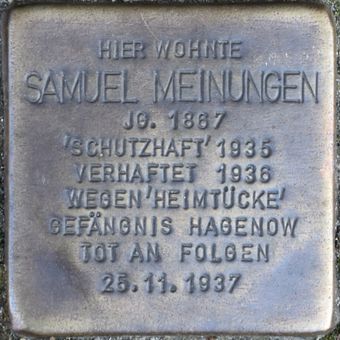 HIER WOHNTE
SAMUEL MEINUNGEN
JG. 1867
'SCHUTZHAFT' 1935
VERHAFTET 1936
WEGEN 'HEIMTÜCKE'
GEFÄNGNIS HAGENOW
TOT AN FOLGEN
25.11.1937